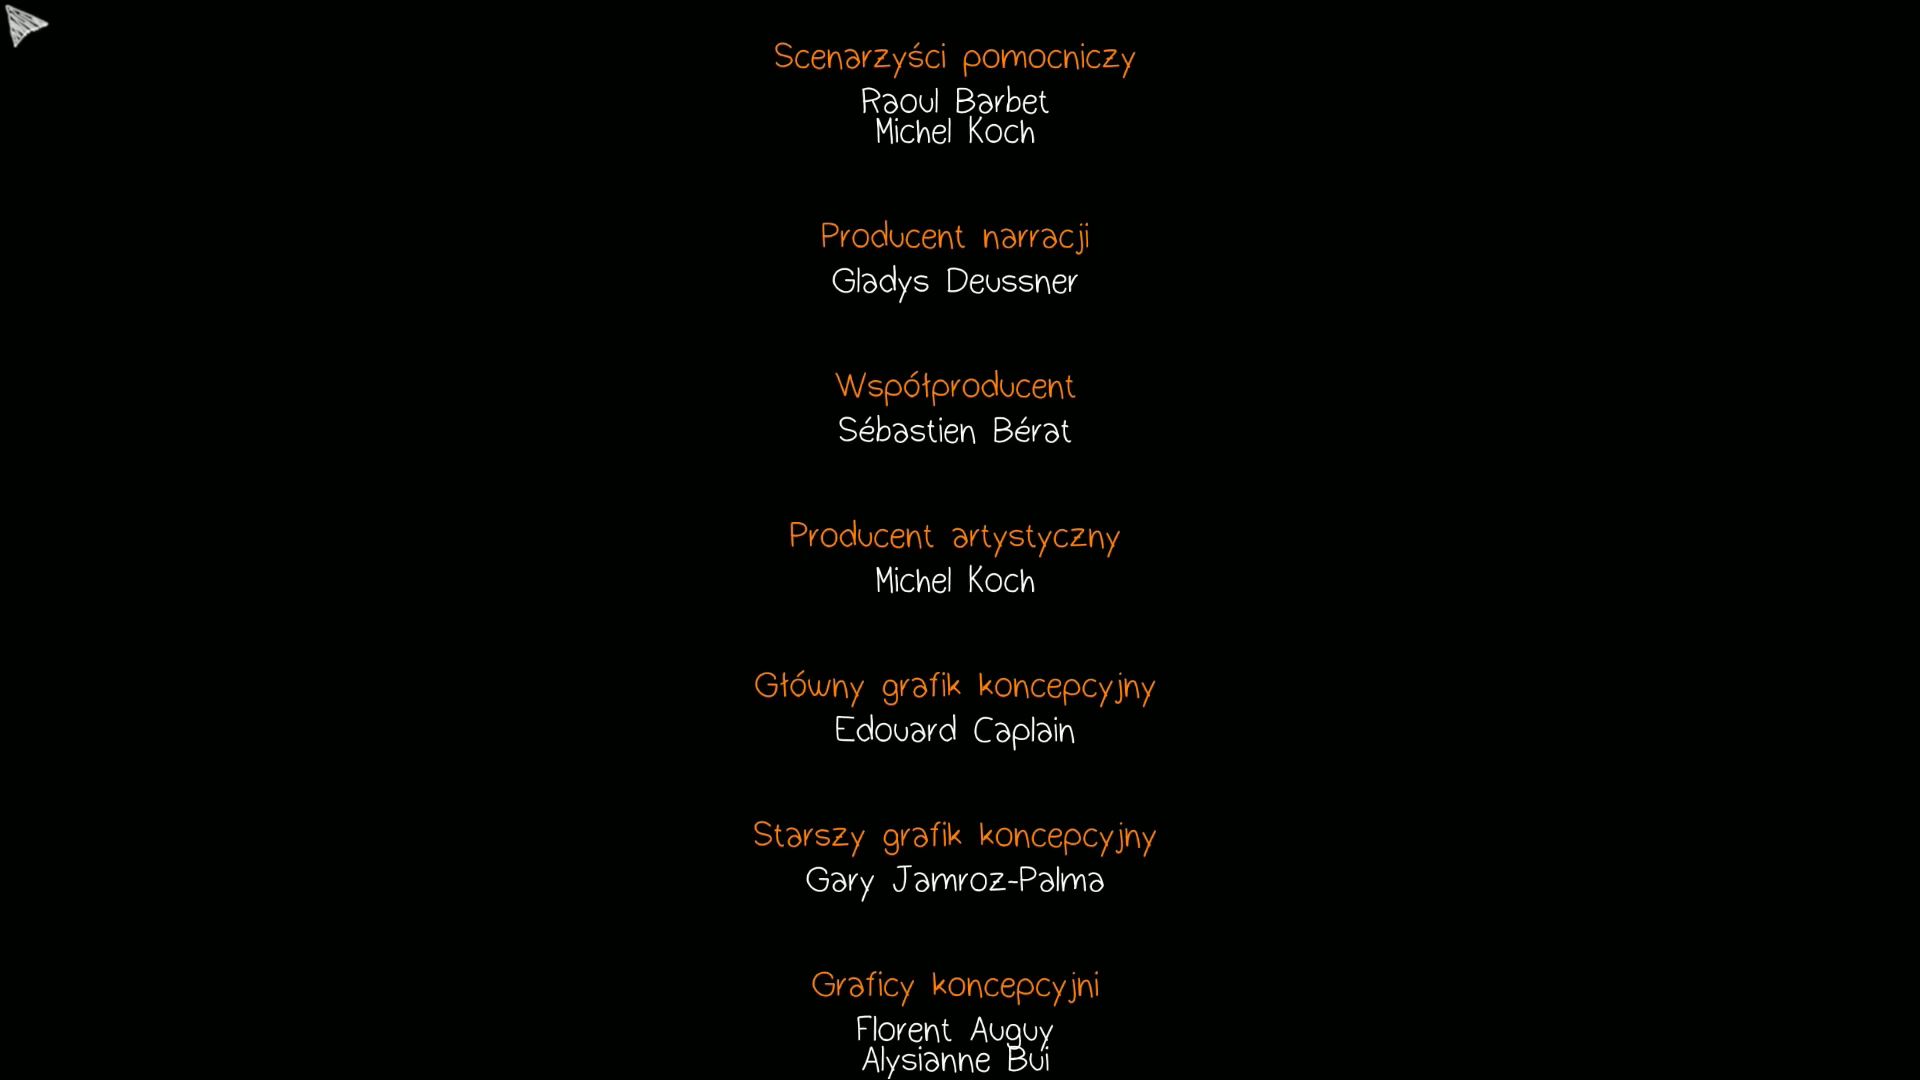 Scenarzyści pomocniczy
Raoul Barbet
Michel Koch
Producent narracji
Gladys Deussner
Współproducent
Sébastien Bérat
Producent artystyczny
Michel Koch
Główny grafik koncepcyjny
Edouard Caplain
Starszy grafik koncepcyjny
Gary Jamroz-Palma
Graficy koncepcyjni
Florent Auguy
Alysianne Bui